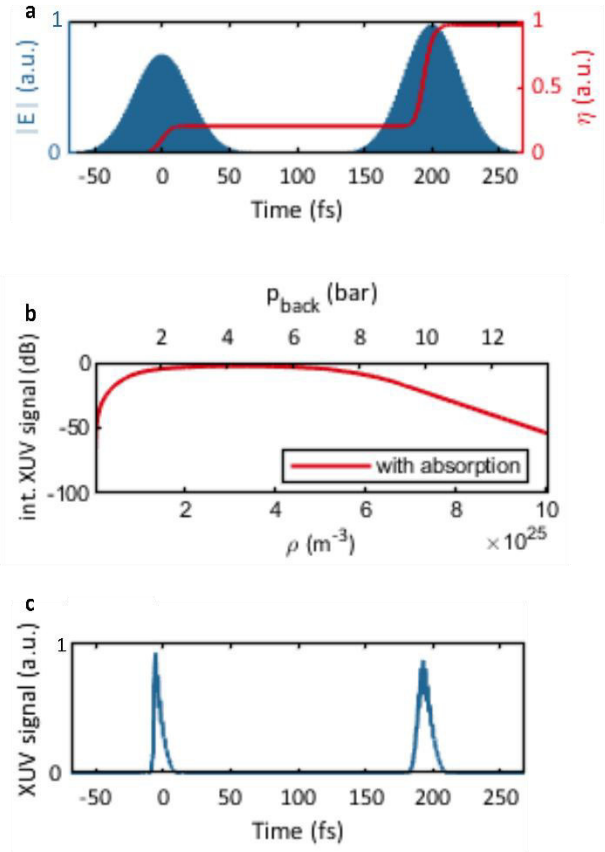 a
1
0
|E| (a.u.)
1
0.5
0
η (a.u.)
-50 0 50 100 150 200 250
Time (fs)
b
p_back (bar)
2 4 6 8 10 12
0
-50
-100
int. XUV signal (dB)
with absorption
2 4 6 8 10
ρ (m⁻³)
×10²⁵
c
1
0
XUV signal (a.u.)
-50 0 50 100 150 200 250
Time (fs)